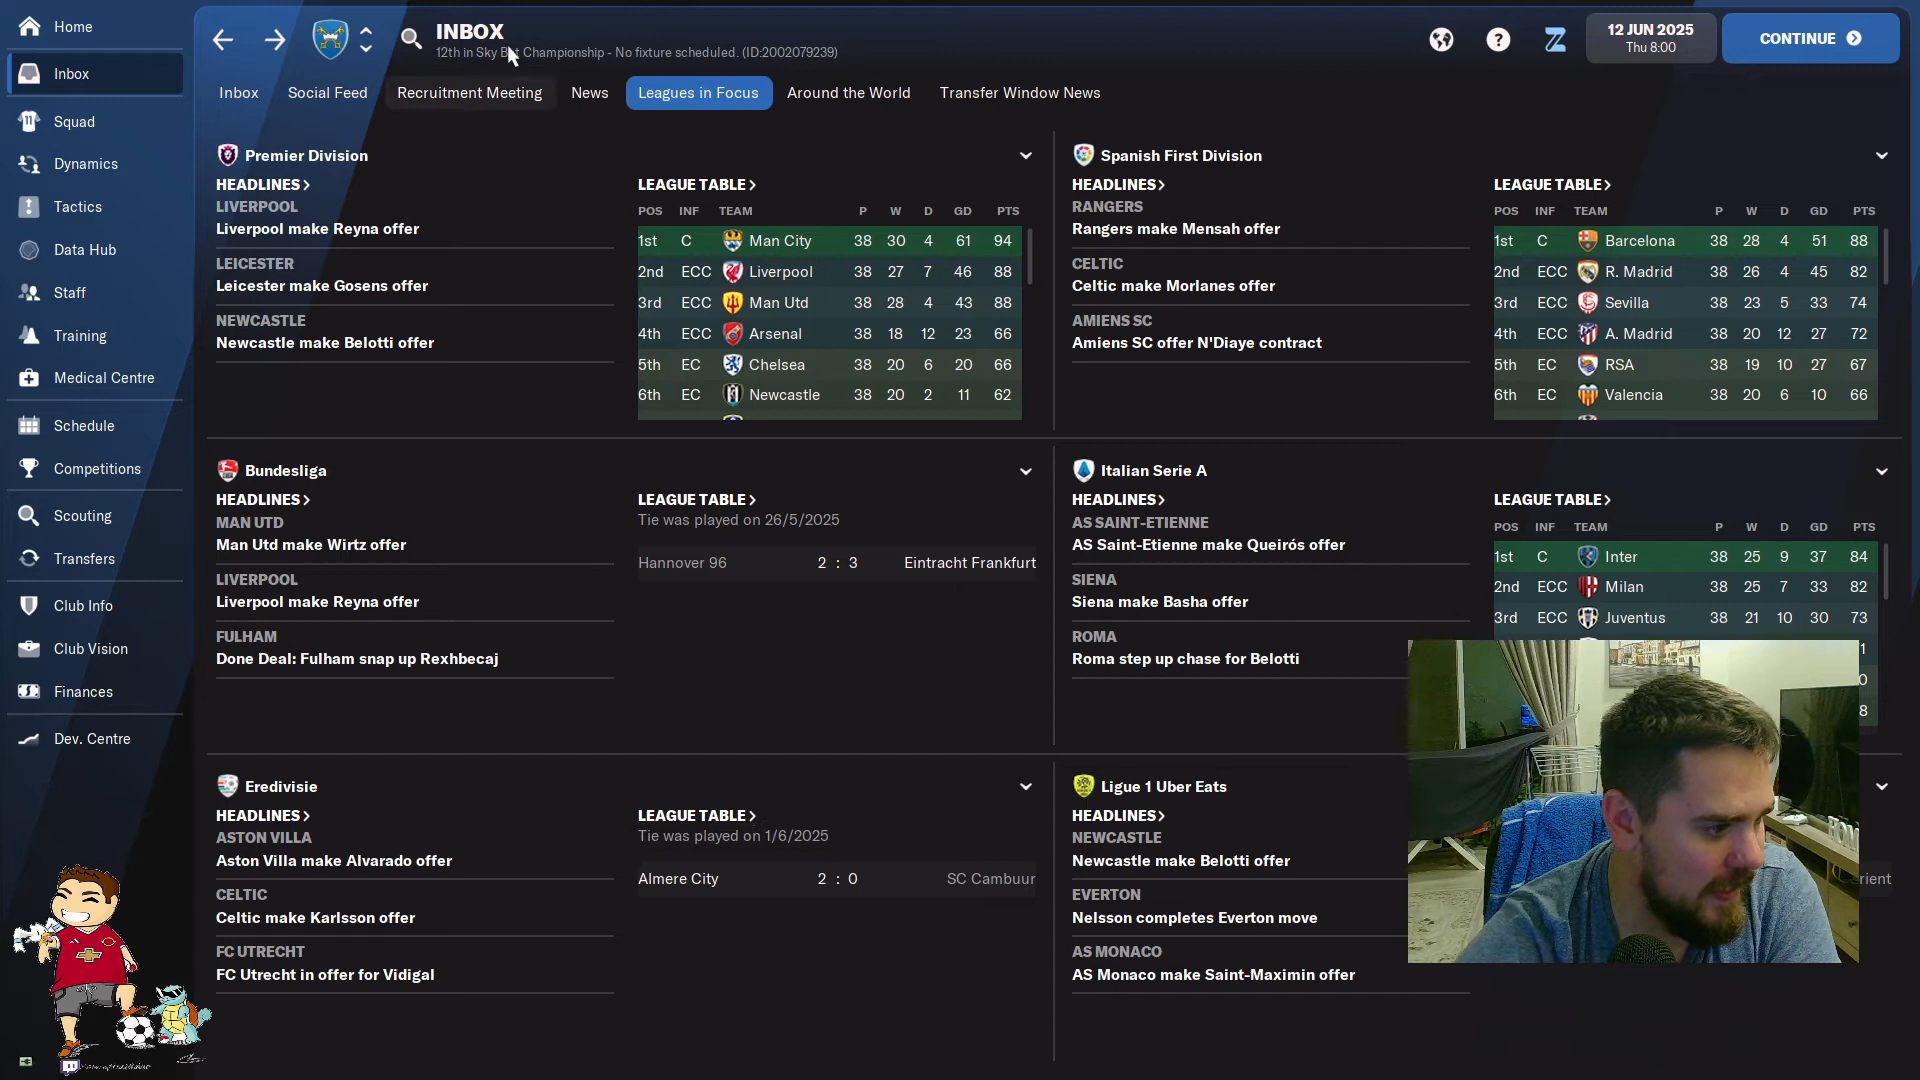 Home
Inbox
Squad
Dynamics
Tactics
Data Hub
Staff
Training
Medical Centre
Schedule
Competitions
Scouting
Transfers
Club Info
Club Vision
Finances
Dev. Centre
INBOX
12th in Sky Bet Championship - No fixture scheduled. (ID:2002079239)
12 JUN 2025
Thu 8:00
CONTINUE
Inbox Social Feed Recruitment Meeting News Leagues in Focus Around the World Transfer Window News
Premier Division
HEADLINES
LIVERPOOL
Liverpool make Reyna offer
LEICESTER
Leicester make Gosens offer
NEWCASTLE
Newcastle make Belotti offer
LEAGUE TABLE
POS INF TEAM P W D GD PTS
1st C Man City 38 30 4 61 94
2nd ECC Liverpool 38 27 7 46 88
3rd ECC Man Utd 38 28 4 43 88
4th ECC Arsenal 38 18 12 23 66
5th EC Chelsea 38 20 6 20 66
6th EC Newcastle 38 20 2 11 62
Spanish First Division
HEADLINES
RANGERS
Rangers make Mensah offer
CELTIC
Celtic make Morlanes offer
AMIENS SC
Amiens SC offer N'Diaye contract
LEAGUE TABLE
POS INF TEAM P W D GD PTS
1st C Barcelona 38 28 4 51 88
2nd ECC R. Madrid 38 26 4 45 82
3rd ECC Sevilla 38 23 5 33 74
4th ECC A. Madrid 38 20 12 27 72
5th EC RSA 38 19 10 27 67
6th EC Valencia 38 20 6 10 66
Bundesliga
HEADLINES
MAN UTD
Man Utd make Wirtz offer
LIVERPOOL
Liverpool make Reyna offer
FULHAM
Done Deal: Fulham snap up Rexhbecaj
LEAGUE TABLE
Tie was played on 26/5/2025
Hannover 96 2 : 3 Eintracht Frankfurt
Italian Serie A
HEADLINES
AS SAINT-ETIENNE
AS Saint-Etienne make Queirós offer
SIENA
Siena make Basha offer
ROMA
Roma step up chase for Belotti
LEAGUE TABLE
POS INF TEAM P W D GD PTS
1st C Inter 38 25 9 37 84
2nd ECC Milan 38 25 7 33 82
3rd ECC Juventus 38 21 10 30 73
1
0
8
Eredivisie
HEADLINES
ASTON VILLA
Aston Villa make Alvarado offer
CELTIC
Celtic make Karlsson offer
FC UTRECHT
FC Utrecht in offer for Vidigal
LEAGUE TABLE
Tie was played on 1/6/2025
Almere City 2 : 0 SC Cambuur
Ligue 1 Uber Eats
HEADLINES
NEWCASTLE
Newcastle make Belotti offer
EVERTON
Nelsson completes Everton move
AS MONACO
AS Monaco make Saint-Maximin offer
rient